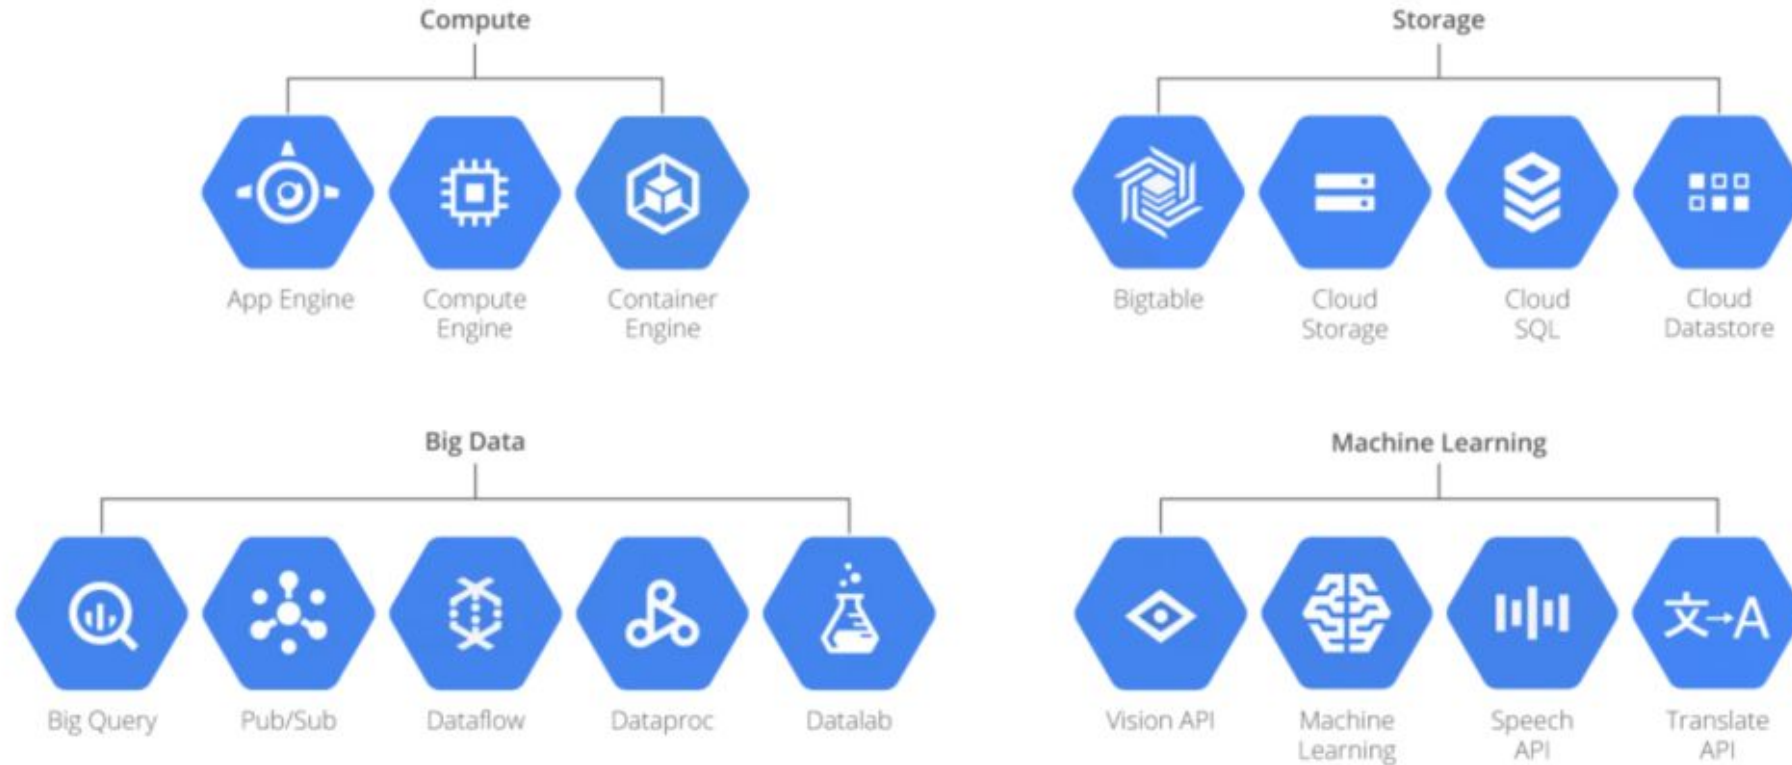 Compute
App Engine
Compute
Engine
Container
Engine
Storage
Bigtable
Cloud
Storage
Cloud
SQL
Cloud
Datastore
Big Data
Big Query
Pub/Sub
Dataflow
Dataproc
Datalab
Machine Learning
Vision API
Machine
Learning
Speech
API
文→A
Translate
API